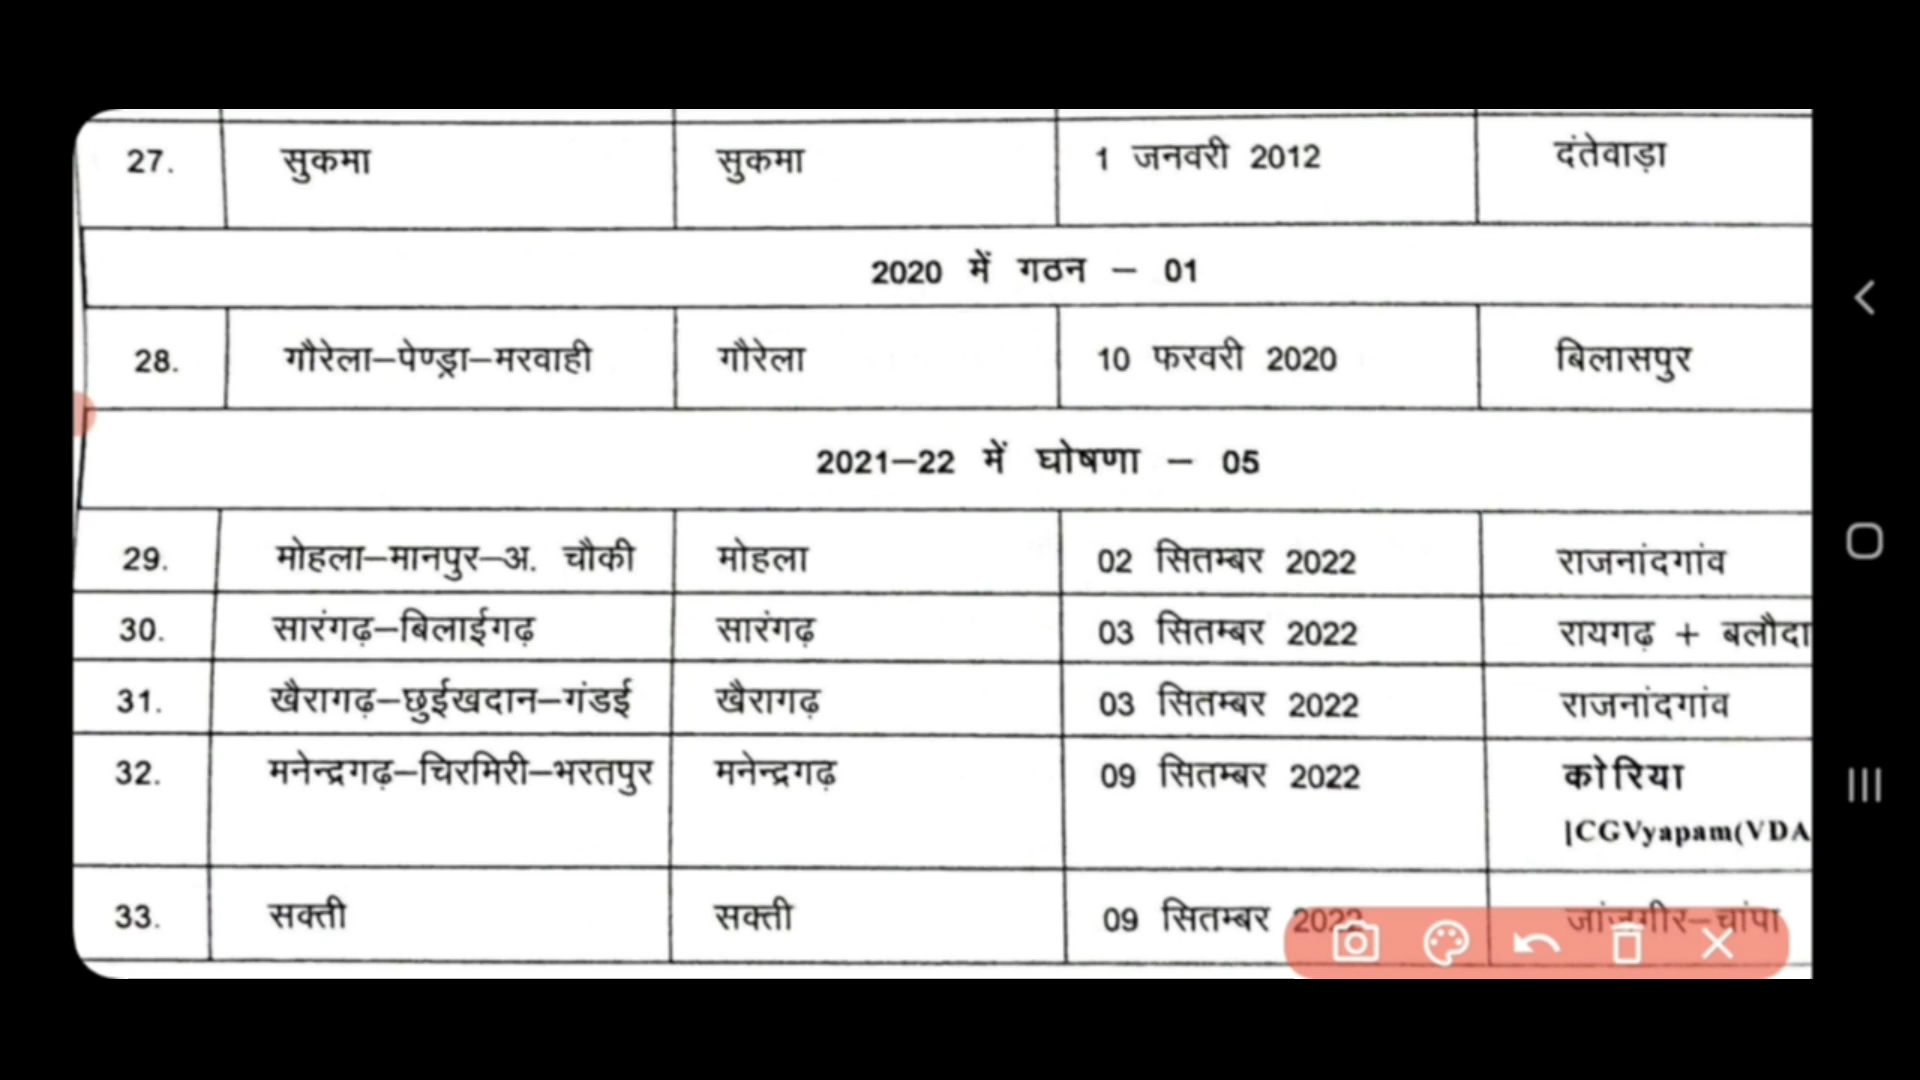 27. सुकमा सुकमा 1 जनवरी 2012 दंतेवाड़ा
2020 में गठन – 01
28. गौरेला–पेण्ड्रा–मरवाही गौरेला 10 फरवरी 2020 बिलासपुर
2021–22 में घोषणा – 05
29. मोहला–मानपुर–अ. चौकी मोहला 02 सितम्बर 2022 राजनांदगांव
30. सारंगढ़–बिलाईगढ़ सारंगढ़ 03 सितम्बर 2022 रायगढ़ + बलौदा
31. खैरागढ़–छुईखदान–गंडई खैरागढ़ 03 सितम्बर 2022 राजनांदगांव
32. मनेन्द्रगढ़–चिरमिरी–भरतपुर मनेन्द्रगढ़ 09 सितम्बर 2022 कोरिया
[CGVyapam(VDA
33. सक्ती सक्ती 09 सितम्बर 2022 जांजगीर–चांपा